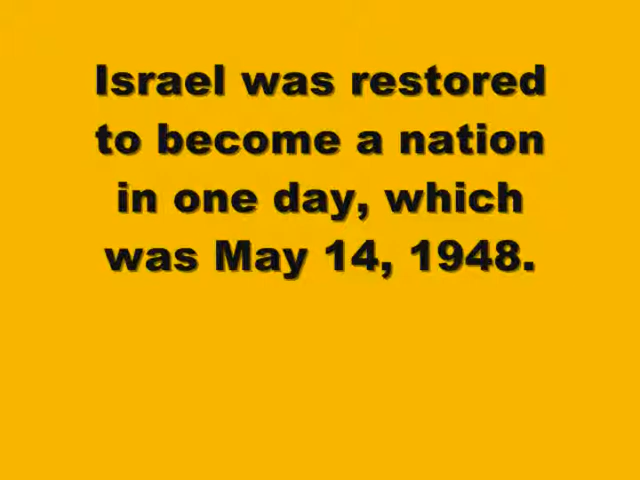 Israel was restored
to become a nation
in one day, which
was May 14, 1948.